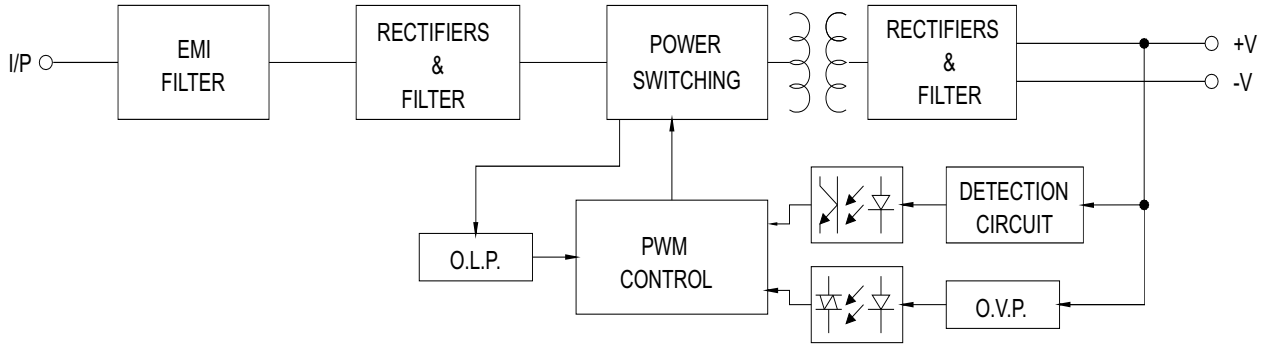 I/P
EMI
FILTER
RECTIFIERS
&
FILTER
POWER
SWITCHING
RECTIFIERS
&
FILTER
+V
-V
O.L.P.
PWM
CONTROL
DETECTION
CIRCUIT
O.V.P.